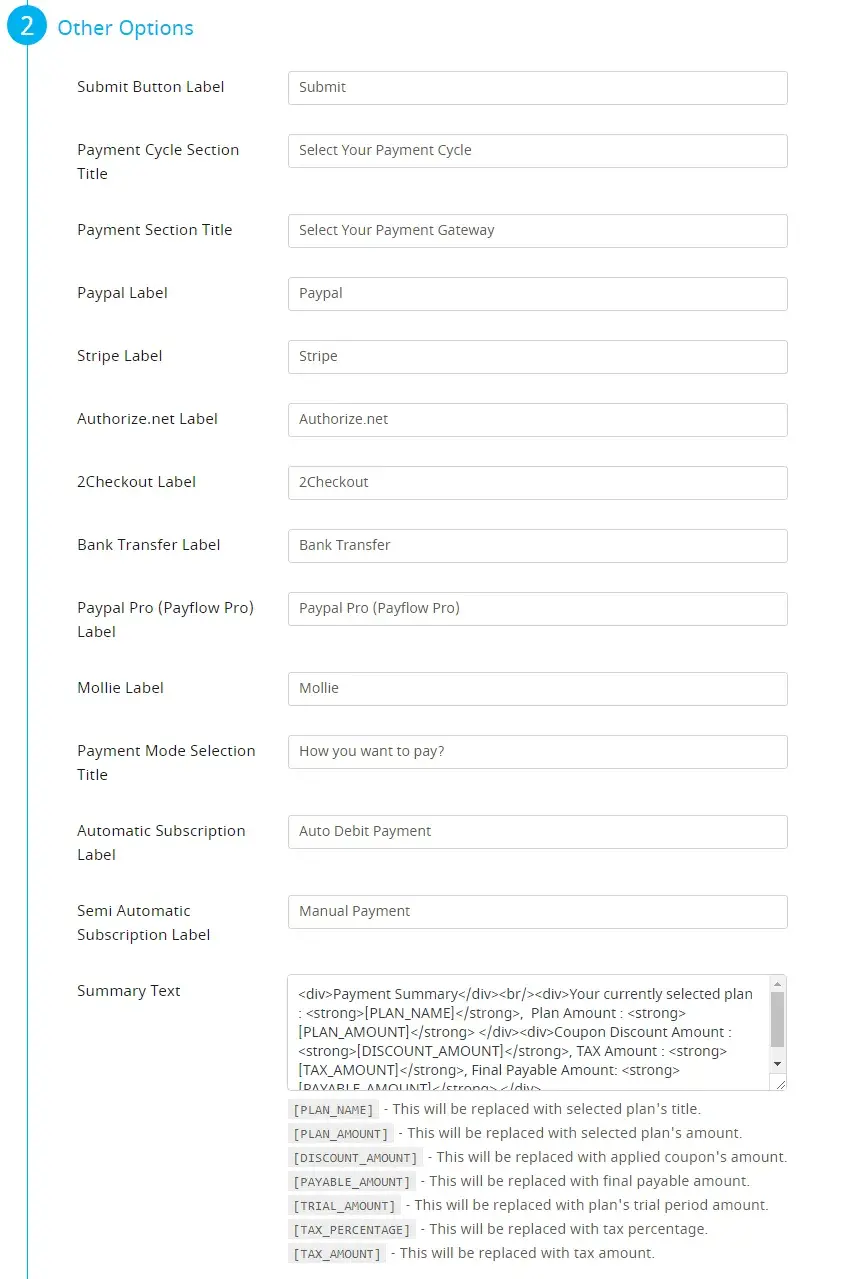 2 Other Options
Submit Button Label
Submit
Payment Cycle Section
Title
Select Your Payment Cycle
Payment Section Title
Select Your Payment Gateway
Paypal Label
Paypal
Stripe Label
Stripe
Authorize.net Label
Authorize.net
2Checkout Label
2Checkout
Bank Transfer Label
Bank Transfer
Paypal Pro (Payflow Pro)
Label
Paypal Pro (Payflow Pro)
Mollie Label
Mollie
Payment Mode Selection
Title
How you want to pay?
Automatic Subscription
Label
Auto Debit Payment
Semi Automatic
Subscription Label
Manual Payment
Summary Text
<div>Payment Summary</div><br/><div>Your currently selected plan
: <strong>[PLAN_NAME]</strong>,  Plan Amount : <strong>
[PLAN_AMOUNT]</strong> </div><div>Coupon Discount Amount :
<strong>[DISCOUNT_AMOUNT]</strong>, TAX Amount : <strong>
[TAX_AMOUNT]</strong>, Final Payable Amount: <strong>
[PAYABLE_AMOUNT]</strong> </div>
[PLAN_NAME] - This will be replaced with selected plan's title.
[PLAN_AMOUNT] - This will be replaced with selected plan's amount.
[DISCOUNT_AMOUNT] - This will be replaced with applied coupon's amount.
[PAYABLE_AMOUNT] - This will be replaced with final payable amount.
[TRIAL_AMOUNT] - This will be replaced with plan's trial period amount.
[TAX_PERCENTAGE] - This will be replaced with tax percentage.
[TAX_AMOUNT] - This will be replaced with tax amount.